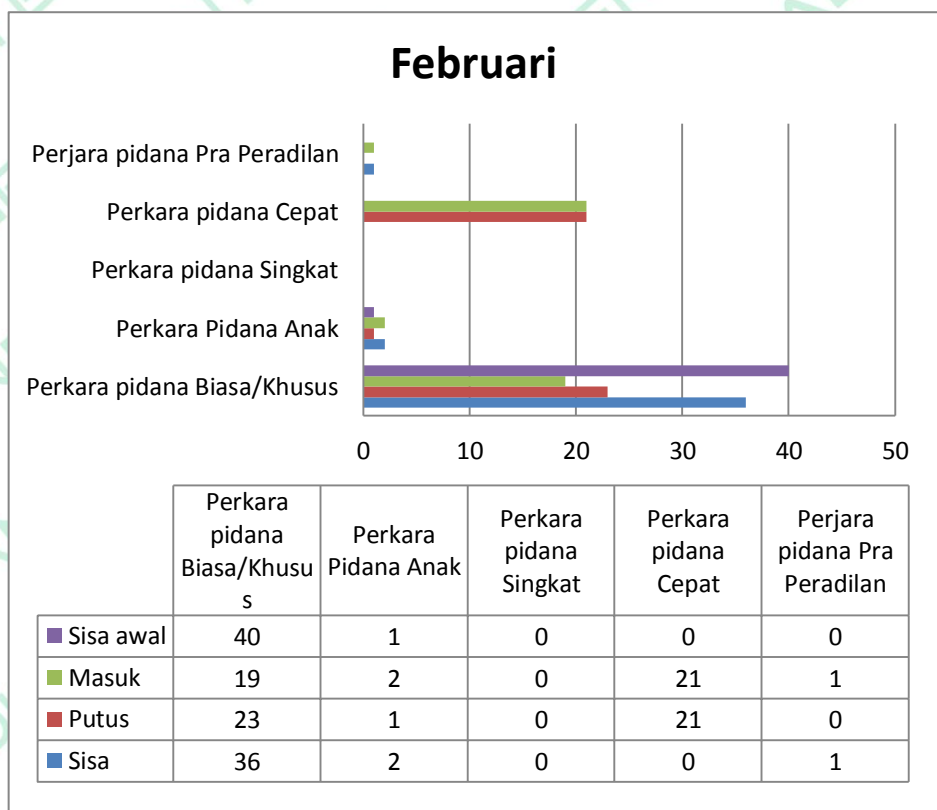 Februari
Perjara pidana Pra Peradilan
Perkara pidana Cepat
Perkara pidana Singkat
Perkara Pidana Anak
Perkara pidana Biasa/Khusus
0 10 20 30 40 50
Perkara pidana Biasa/Khusu s Perkara Pidana Anak Perkara pidana Singkat Perkara pidana Cepat Perjara pidana Pra Peradilan
Sisa awal 40 1 0 0 0
Masuk 19 2 0 21 1
Putus 23 1 0 21 0
Sisa 36 2 0 0 1